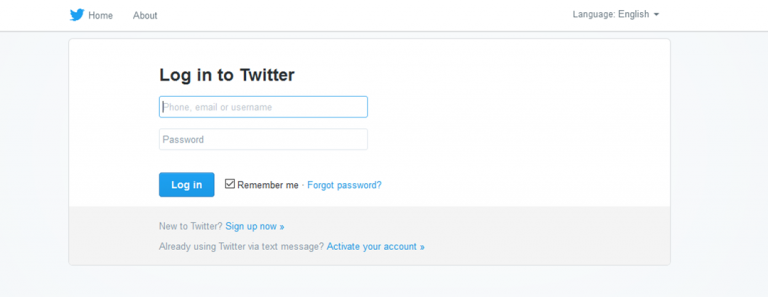 Home About Language: English
Log in to Twitter
Phone, email or username
Password
Log in Remember me · Forgot password?
New to Twitter? Sign up now »
Already using Twitter via text message? Activate your account »